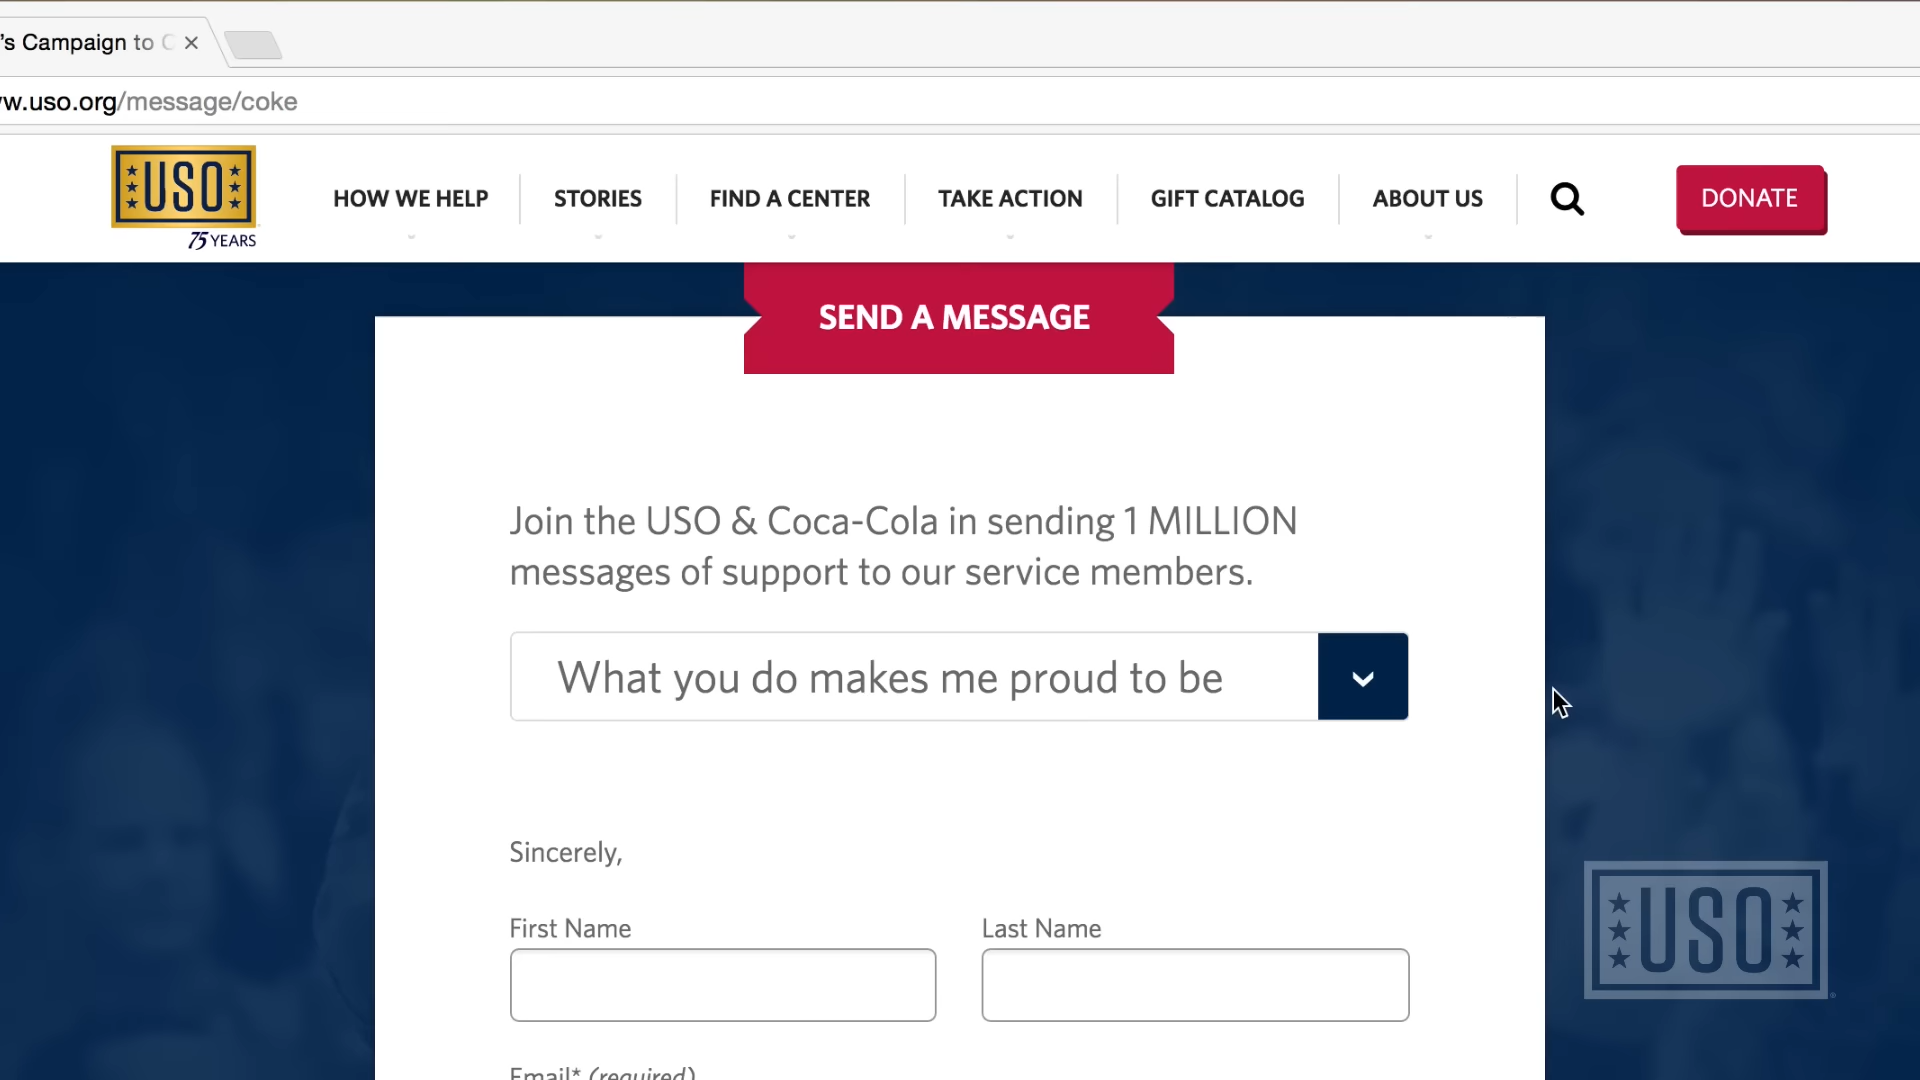 's Campaign to
w.uso.org/message/coke
USO
75 YEARS
HOW WE HELP
STORIES
FIND A CENTER
TAKE ACTION
GIFT CATALOG
ABOUT US
DONATE
SEND A MESSAGE
Join the USO & Coca-Cola in sending 1 MILLION
messages of support to our service members.
What you do makes me proud to be
Sincerely,
First Name
Last Name
Email* (required)
USO